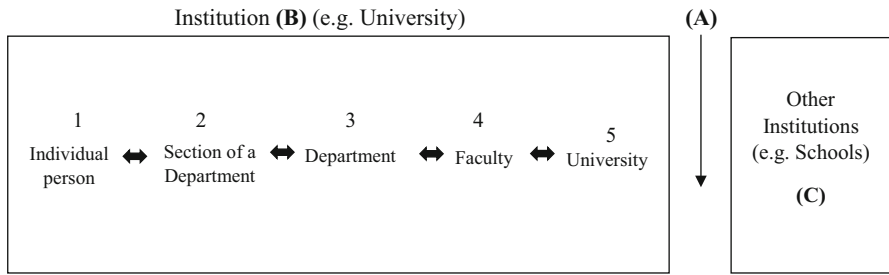 Institution (B) (e.g. University)
(A)
1
Individual
person
2
Section of a
Department
3
Department
4
Faculty
5
University
Other
Institutions
(e.g. Schools)
(C)